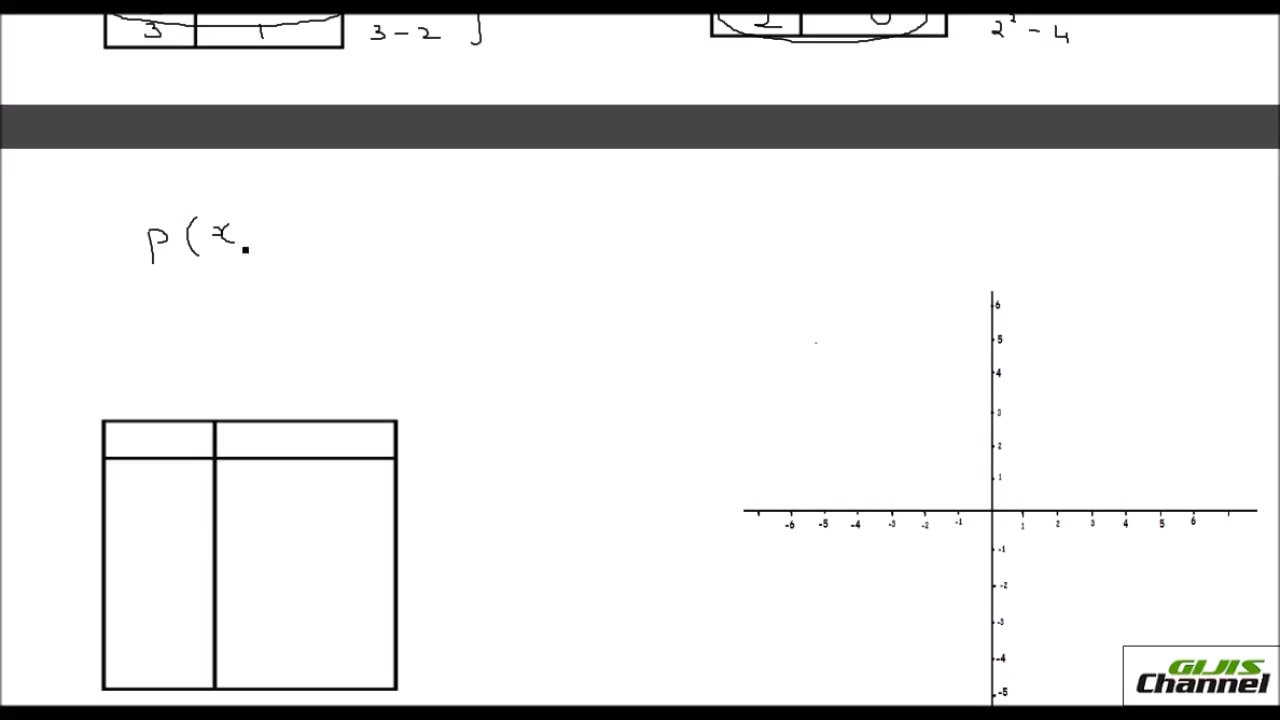 3 1 3 - 2
2 0 2² - 4
p(x
6
5
4
3
2
1
-6 -5 -4 -3 -2 -1 1 2 3 4 5 6
-1
-2
-3
-4
-5
GIJIS
Channel